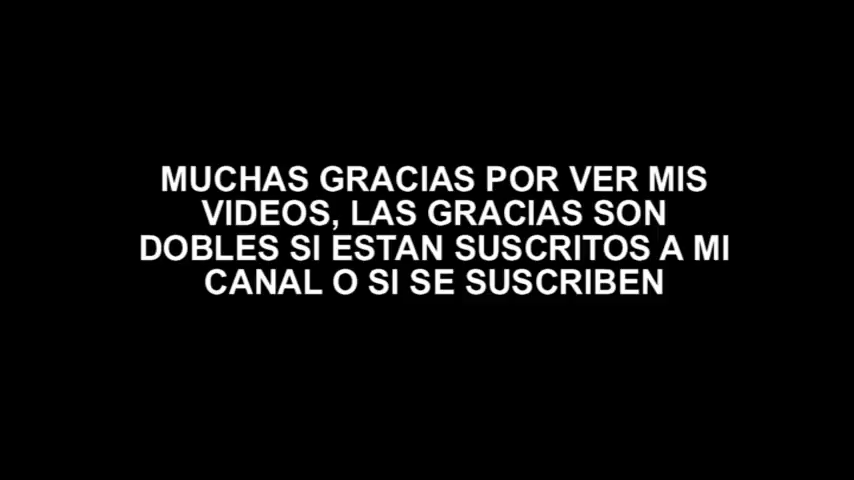 MUCHAS GRACIAS POR VER MIS
VIDEOS, LAS GRACIAS SON
DOBLES SI ESTAN SUSCRITOS A MI
CANAL O SI SE SUSCRIBEN